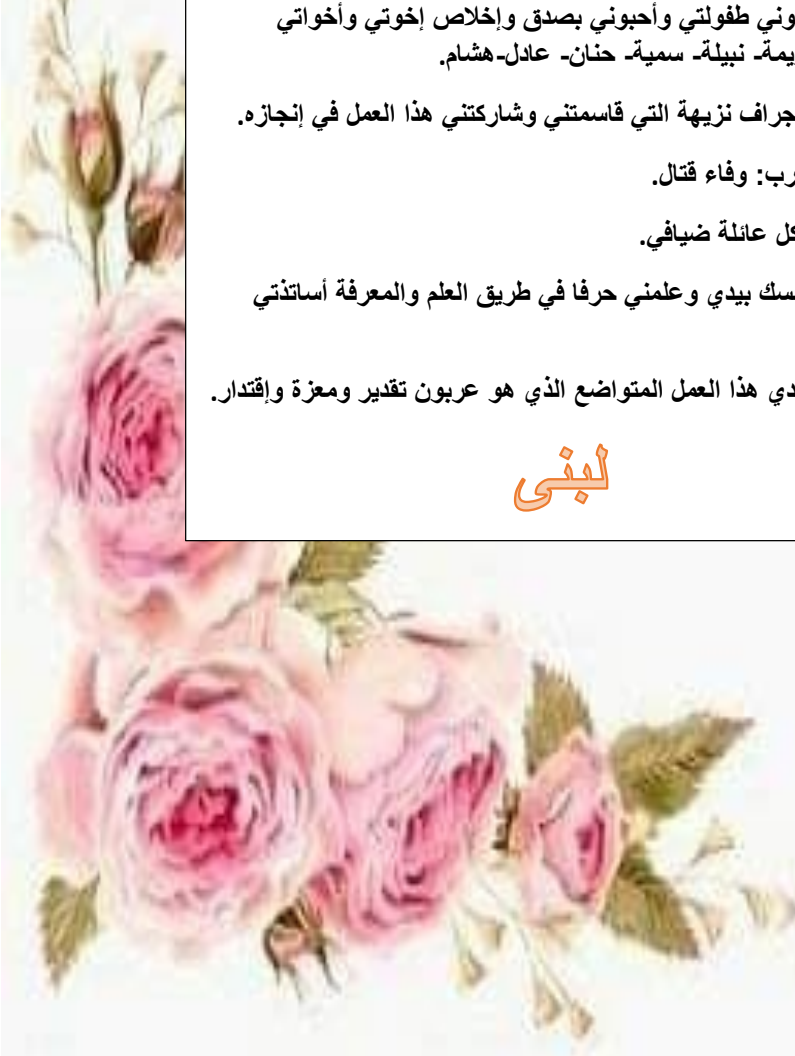 وني طفولتي وأحبوني بصدق وإخلاص إخوتي وأخواتي
يمة- نبيلة- سمية- حنان- عادل-هشام.
جراف نزيهة التي قاسمتني وشاركتني هذا العمل في إنجازه.
رب: وفاء قتال.
كل عائلة ضيافي.
سك بيدي وعلمني حرفا في طريق العلم والمعرفة أساتذتي
دي هذا العمل المتواضع الذي هو عربون تقدير ومعزة وإقتدار.
لبنى